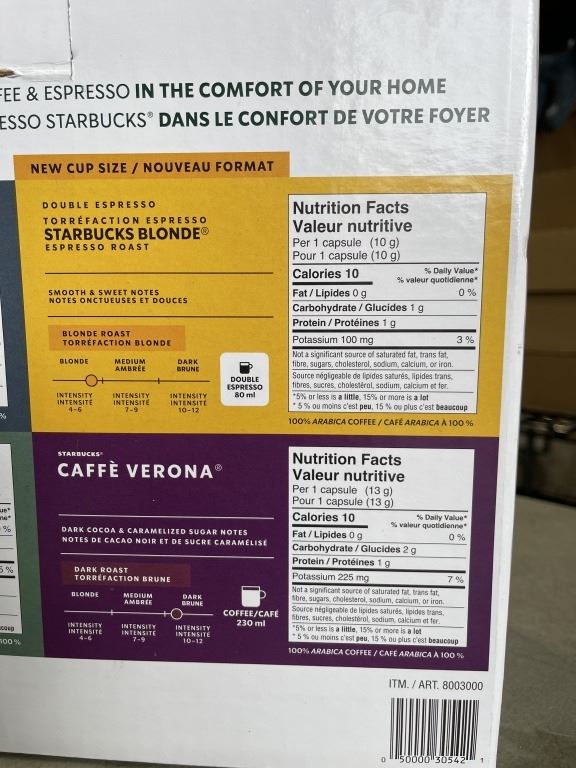 FEE & ESPRESSO IN THE COMFORT OF YOUR HOME
ESSO STARBUCKS® DANS LE CONFORT DE VOTRE FOYER
NEW CUP SIZE / NOUVEAU FORMAT
DOUBLE ESPRESSO
TORRÉFACTION ESPRESSO
STARBUCKS BLONDE®
ESPRESSO ROAST
SMOOTH & SWEET NOTES
NOTES ONCTUEUSES ET DOUCES
BLONDE ROAST
TORRÉFACTION BLONDE
BLONDE MEDIUM DARK
AMBRÉE BRUNE
INTENSITY INTENSITY INTENSITY
INTENSITÉ INTENSITÉ INTENSITÉ
4-6 7-9 10-12
DOUBLE
ESPRESSO
80 ml
Nutrition Facts
Valeur nutritive
Per 1 capsule (10 g)
Pour 1 capsule (10 g)
Calories 10 % Daily Value*
% valeur quotidienne*
Fat / Lipides 0 g 0 %
Carbohydrate / Glucides 1 g
Protein / Protéines 1 g
Potassium 100 mg 3 %
Not a significant source of saturated fat, trans fat,
fibre, sugars, cholesterol, sodium, calcium, or iron.
Source négligeable de lipides saturés, lipides trans,
fibres, sucres, cholestérol, sodium, calcium et fer.
*5% or less is a little, 15% or more is a lot
* 5 % ou moins c'est peu, 15 % ou plus c'est beaucoup
100% ARABICA COFFEE / CAFÉ ARABICA À 100 %
STARBUCKS®
CAFFÈ VERONA®
DARK COCOA & CARAMELIZED SUGAR NOTES
NOTES DE CACAO NOIR ET DE SUCRE CARAMÉLISÉ
DARK ROAST
TORRÉFACTION BRUNE
BLONDE MEDIUM DARK
AMBRÉE BRUNE
INTENSITY INTENSITY INTENSITY
INTENSITÉ INTENSITÉ INTENSITÉ
4-6 7-9 10-12
COFFEE/CAFÉ
230 ml
Nutrition Facts
Valeur nutritive
Per 1 capsule (13 g)
Pour 1 capsule (13 g)
Calories 10 % Daily Value*
% valeur quotidienne*
Fat / Lipides 0 g 0 %
Carbohydrate / Glucides 2 g
Protein / Protéines 1 g
Potassium 225 mg 7 %
Not a significant source of saturated fat, trans fat,
fibre, sugars, cholesterol, sodium, calcium, or iron.
Source négligeable de lipides saturés, lipides trans,
fibres, sucres, cholestérol, sodium, calcium et fer.
*5% or less is a little, 15% or more is a lot
* 5 % ou moins c'est peu, 15 % ou plus c'est beaucoup
100% ARABICA COFFEE / CAFÉ ARABICA À 100 %
ITM. / ART. 8003000
0 50000 30542 1